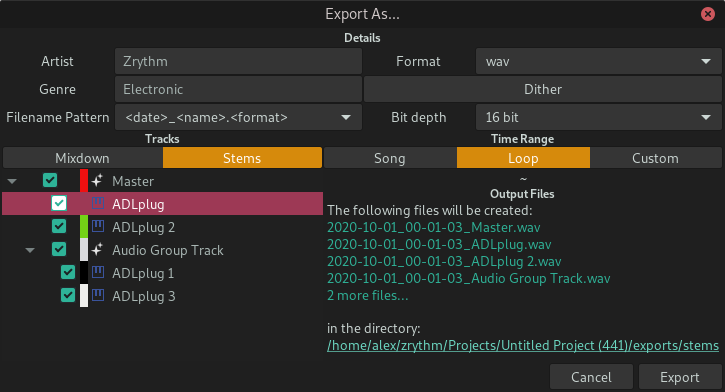 Export As...
Details
Artist Zrythm Format wav
Genre Electronic Dither
Filename Pattern <date>_<name>.<format> Bit depth 16 bit
Tracks Time Range
Mixdown Stems Song Loop Custom
Master
ADLplug
ADLplug 2
Audio Group Track
ADLplug 1
ADLplug 3
~
Output Files
The following files will be created:
2020-10-01_00-01-03_Master.wav
2020-10-01_00-01-03_ADLplug.wav
2020-10-01_00-01-03_ADLplug 2.wav
2020-10-01_00-01-03_Audio Group Track.wav
2 more files...
in the directory:
/home/alex/zrythm/Projects/Untitled Project (441)/exports/stems
Cancel Export